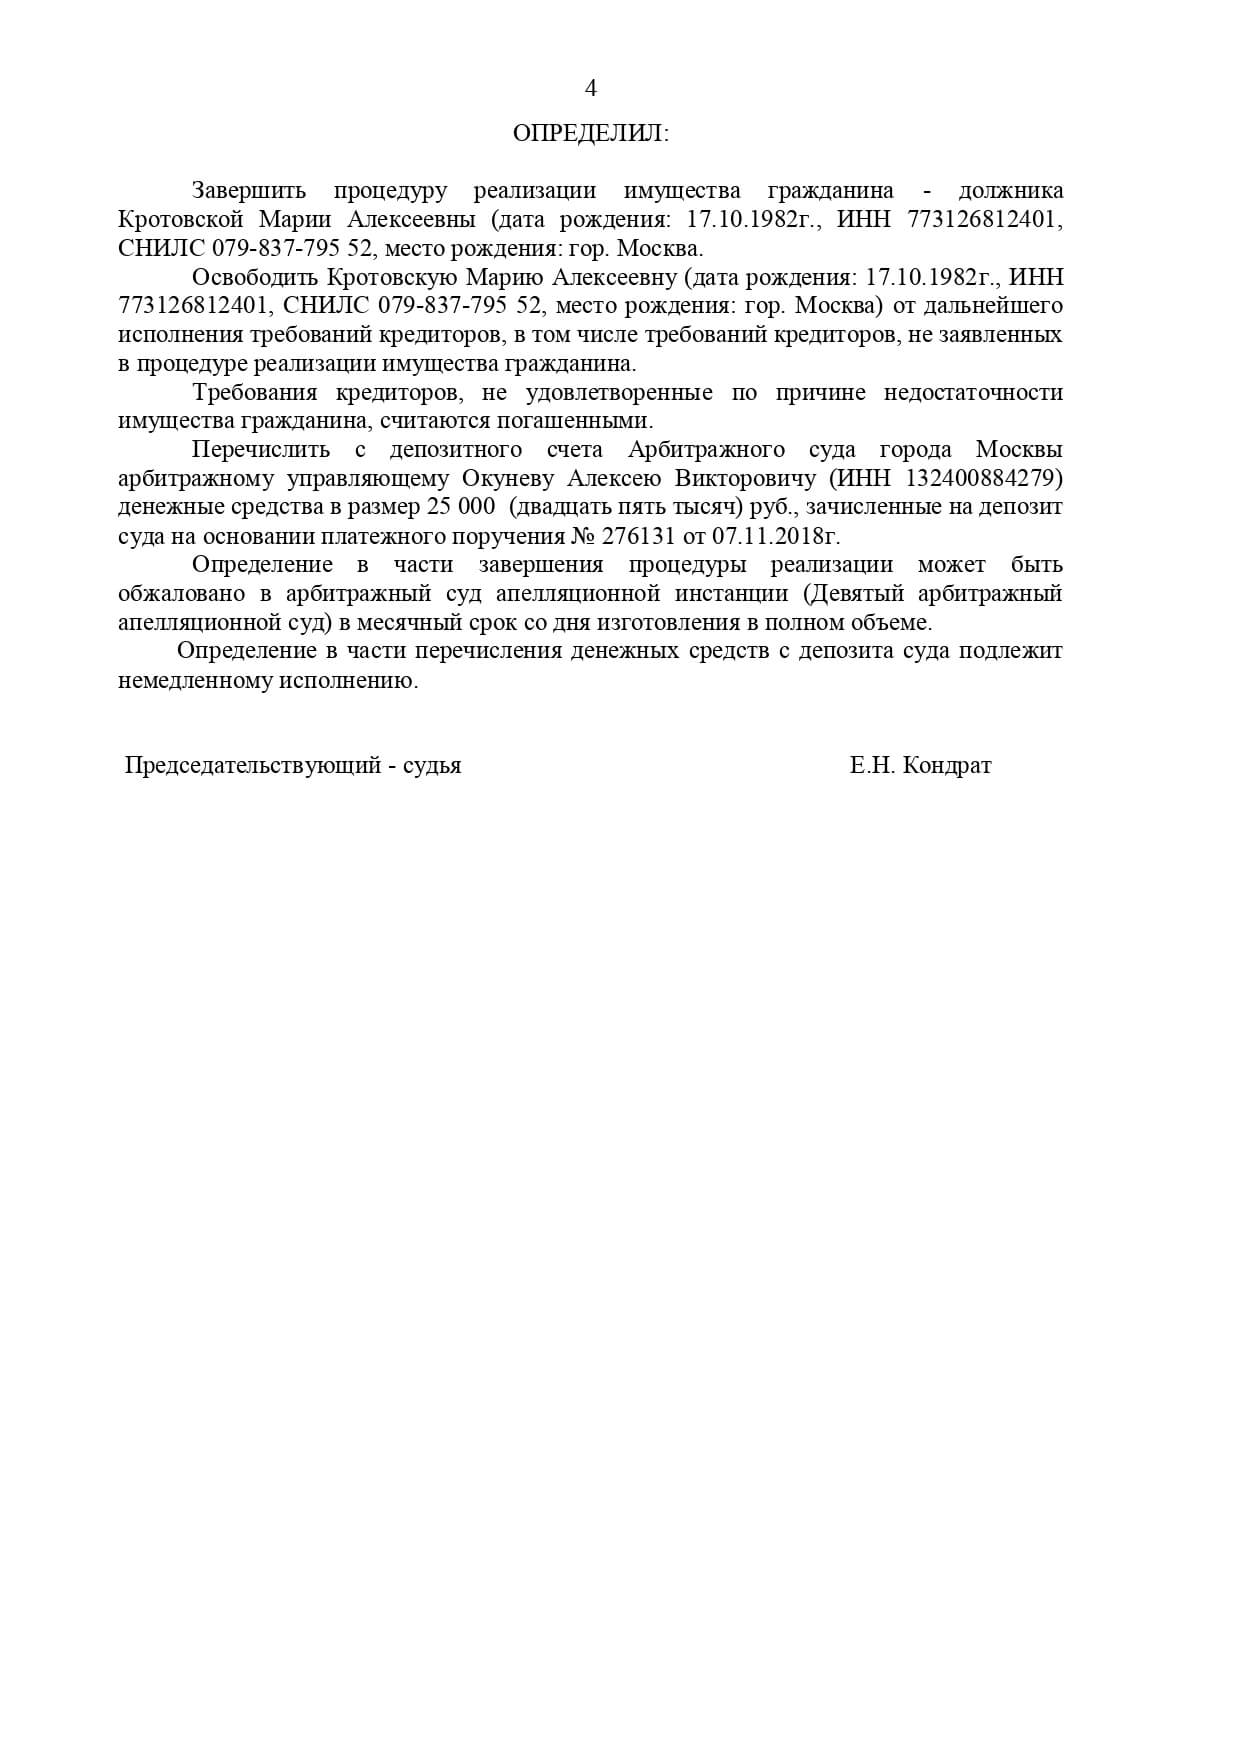 4
ОПРЕДЕЛИЛ:
Завершить процедуру реализации имущества гражданина - должника
Кротовской Марии Алексеевны (дата рождения: 17.10.1982г., ИНН 773126812401,
СНИЛС 079-837-795 52, место рождения: гор. Москва.
Освободить Кротовскую Марию Алексеевну (дата рождения: 17.10.1982г., ИНН
773126812401, СНИЛС 079-837-795 52, место рождения: гор. Москва) от дальнейшего
исполнения требований кредиторов, в том числе требований кредиторов, не заявленных
в процедуре реализации имущества гражданина.
Требования кредиторов, не удовлетворенные по причине недостаточности
имущества гражданина, считаются погашенными.
Перечислить с депозитного счета Арбитражного суда города Москвы
арбитражному управляющему Окуневу Алексею Викторовичу (ИНН 132400884279)
денежные средства в размер 25 000 (двадцать пять тысяч) руб., зачисленные на депозит
суда на основании платежного поручения № 276131 от 07.11.2018г.
Определение в части завершения процедуры реализации может быть
обжаловано в арбитражный суд апелляционной инстанции (Девятый арбитражный
апелляционной суд) в месячный срок со дня изготовления в полном объеме.
Определение в части перечисления денежных средств с депозита суда подлежит
немедленному исполнению.
Председательствующий - судья Е.Н. Кондрат